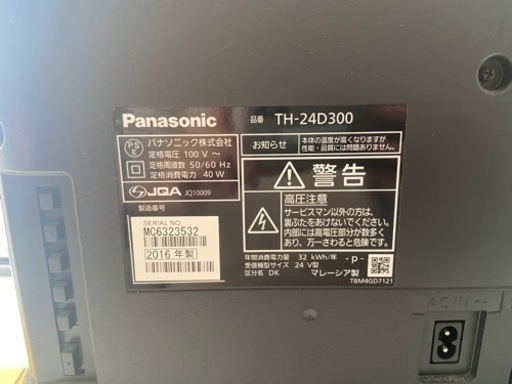 Panasonic
品番 TH-24D300
パナソニック株式会社
定格電圧 100 V～
定格周波数 50/60 Hz
定格消費電力 40 W
PS
E
JQA JQ10009
製造番号
SERIAL NO.
MC6323532
2016 年製
お知らせ
本体の温度が高くなりますが
性能・品質には問題ありません。
警告
高圧注意
サービスマン以外の方は、
裏ぶたをあけないでください。
内部には高電圧部分が数多く
あり、万一さわると危険です。
年間消費電力量 32 kWh/年
受信機型サイズ 24 V型
区分名 DK
-P-
マレーシア製
TBM4GD7121
AC IN ～